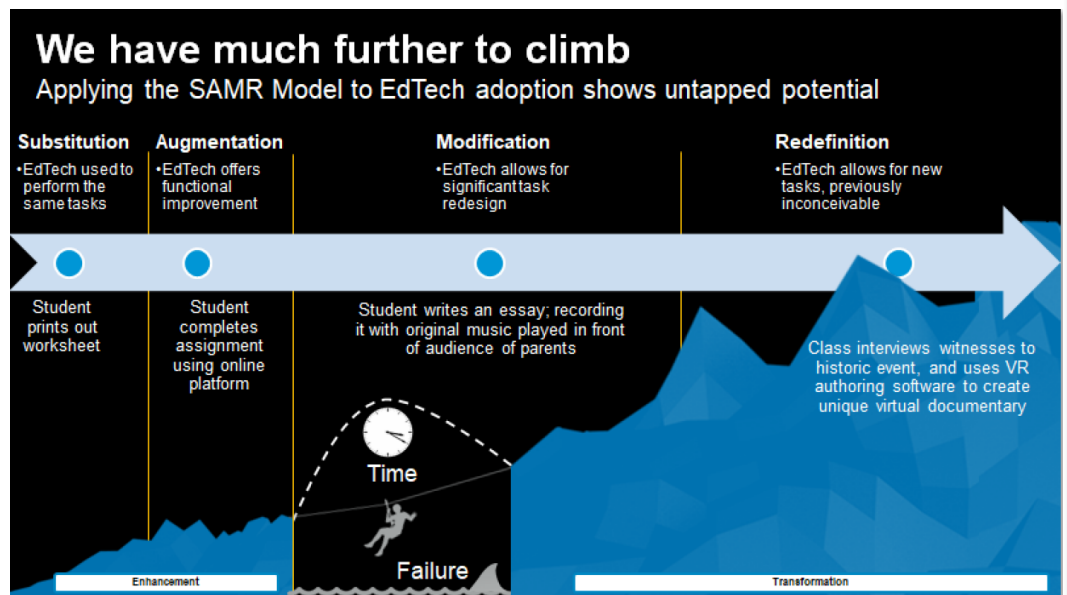 We have much further to climb
Applying the SAMR Model to EdTech adoption shows untapped potential
Substitution
•EdTech used to
perform the
same tasks
Augmentation
•EdTech offers
functional
improvement
Modification
•EdTech allows for
significant task
redesign
Redefinition
•EdTech allows for new
tasks, previously
inconceivable
Student
prints out
worksheet
Student
completes
assignment
using online
platform
Student writes an essay; recording
it with original music played in front
of audience of parents
Class interviews witnesses to
historic event, and uses VR
authoring software to create
unique virtual documentary
Time
Failure
Enhancement
Transformation